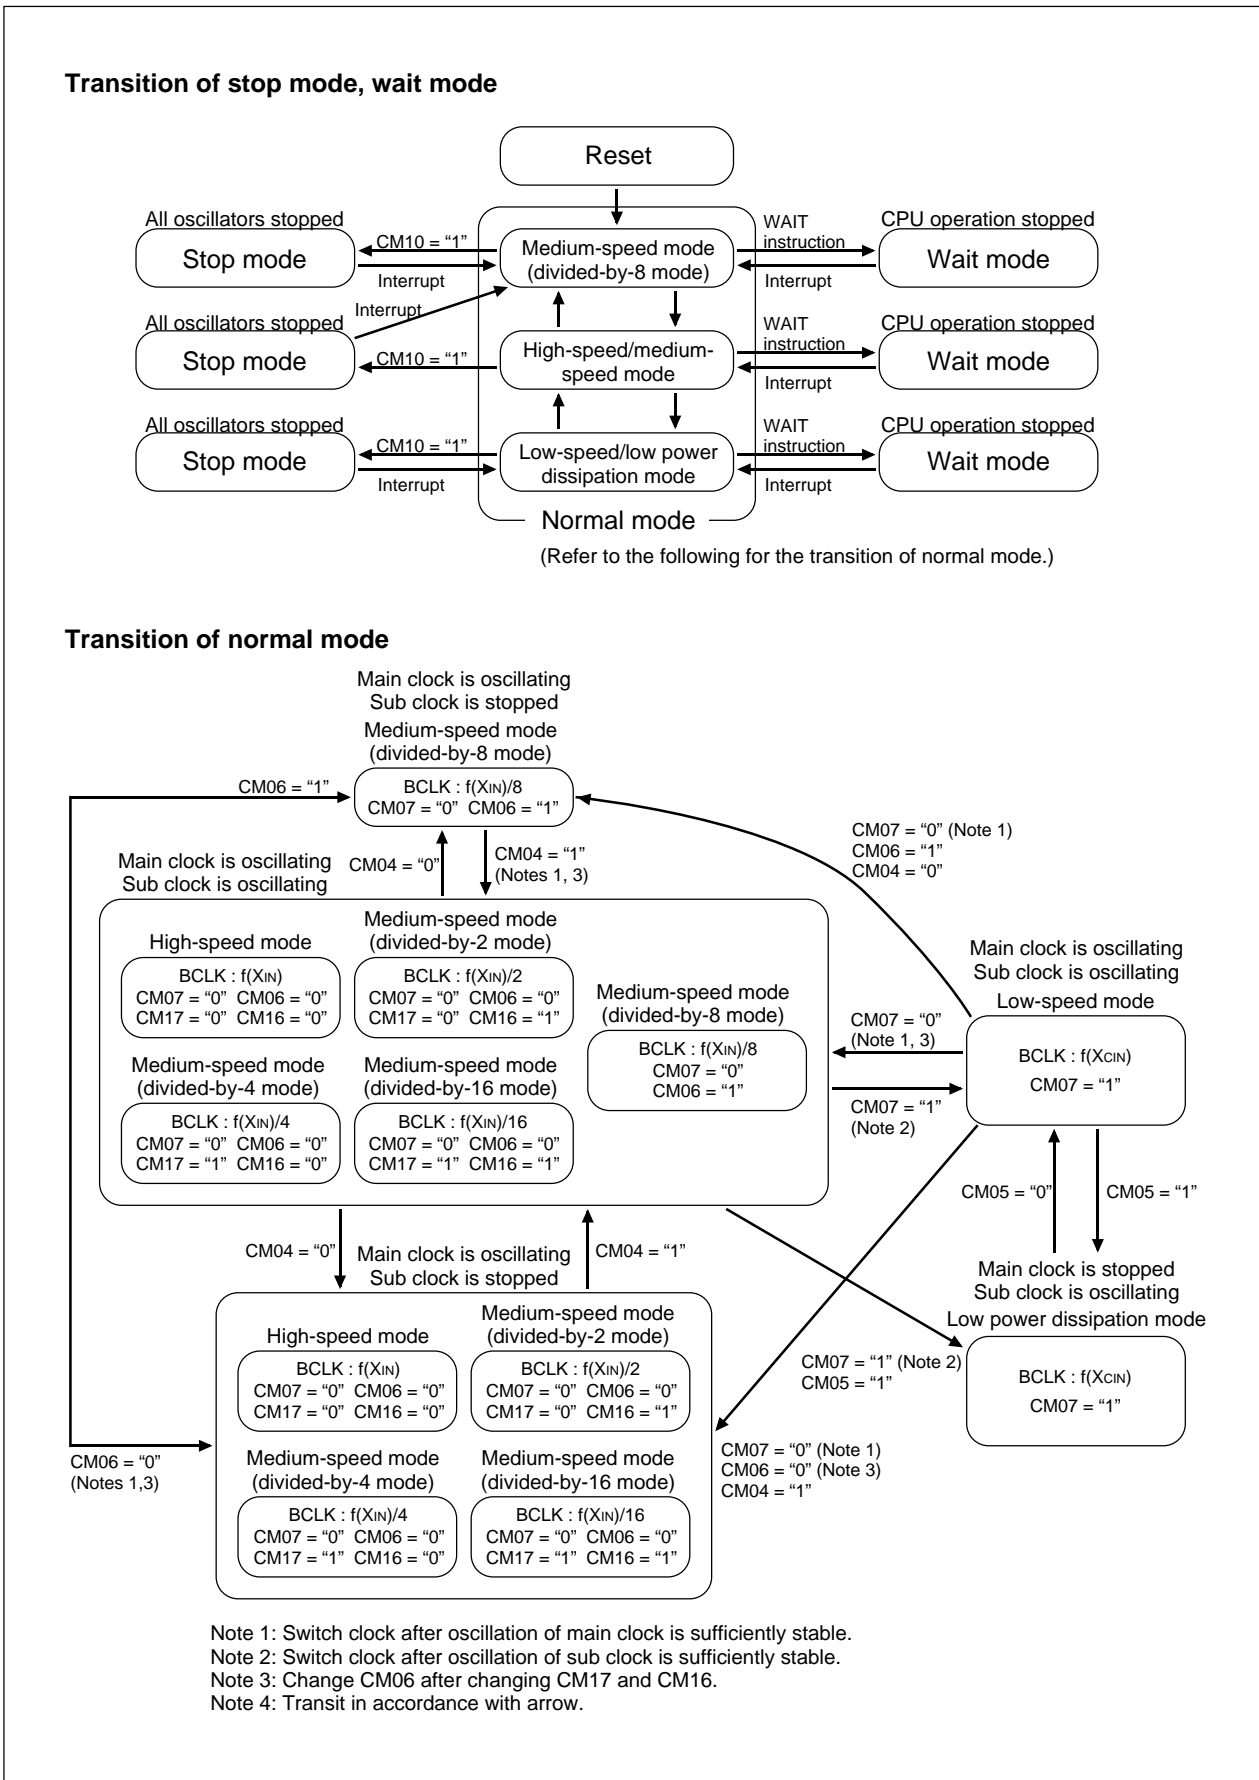 Transition of stop mode, wait mode
Reset
All oscillators stopped
Stop mode
CM10 = “1”
Interrupt
Medium-speed mode
(divided-by-8 mode)
WAIT
instruction
Interrupt
CPU operation stopped
Wait mode
Interrupt
All oscillators stopped
Stop mode
CM10 = “1”
High-speed/medium-
speed mode
WAIT
instruction
Interrupt
CPU operation stopped
Wait mode
All oscillators stopped
Stop mode
CM10 = “1”
Interrupt
Low-speed/low power
dissipation mode
WAIT
instruction
Interrupt
CPU operation stopped
Wait mode
Normal mode
(Refer to the following for the transition of normal mode.)
Transition of normal mode
Main clock is oscillating
Sub clock is stopped
Medium-speed mode
(divided-by-8 mode)
BCLK : f(XIN)/8
CM07 = “0” CM06 = “1”
CM06 = “1”
CM04 = “0”
CM04 = “1”
(Notes 1, 3)
CM07 = “0” (Note 1)
CM06 = “1”
CM04 = “0”
Main clock is oscillating
Sub clock is oscillating
High-speed mode
BCLK : f(XIN)
CM07 = “0” CM06 = “0”
CM17 = “0” CM16 = “0”
Medium-speed mode
(divided-by-2 mode)
BCLK : f(XIN)/2
CM07 = “0” CM06 = “0”
CM17 = “0” CM16 = “1”
Medium-speed mode
(divided-by-8 mode)
BCLK : f(XIN)/8
CM07 = “0”
CM06 = “1”
Medium-speed mode
(divided-by-4 mode)
BCLK : f(XIN)/4
CM07 = “0” CM06 = “0”
CM17 = “1” CM16 = “0”
Medium-speed mode
(divided-by-16 mode)
BCLK : f(XIN)/16
CM07 = “0” CM06 = “0”
CM17 = “1” CM16 = “1”
CM07 = “0”
(Note 1, 3)
CM07 = “1”
(Note 2)
Main clock is oscillating
Sub clock is oscillating
Low-speed mode
BCLK : f(XCIN)
CM07 = “1”
CM05 = “0”
CM05 = “1”
CM04 = “0”
Main clock is oscillating
Sub clock is stopped
CM04 = “1”
High-speed mode
BCLK : f(XIN)
CM07 = “0” CM06 = “0”
CM17 = “0” CM16 = “0”
Medium-speed mode
(divided-by-2 mode)
BCLK : f(XIN)/2
CM07 = “0” CM06 = “0”
CM17 = “0” CM16 = “1”
Medium-speed mode
(divided-by-4 mode)
BCLK : f(XIN)/4
CM07 = “0” CM06 = “0”
CM17 = “1” CM16 = “0”
Medium-speed mode
(divided-by-16 mode)
BCLK : f(XIN)/16
CM07 = “0” CM06 = “0”
CM17 = “1” CM16 = “1”
Main clock is stopped
Sub clock is oscillating
Low power dissipation mode
BCLK : f(XCIN)
CM07 = “1”
CM07 = “1” (Note 2)
CM05 = “1”
CM07 = “0” (Note 1)
CM06 = “0” (Note 3)
CM04 = “1”
CM06 = “0”
(Notes 1,3)
Note 1: Switch clock after oscillation of main clock is sufficiently stable.
Note 2: Switch clock after oscillation of sub clock is sufficiently stable.
Note 3: Change CM06 after changing CM17 and CM16.
Note 4: Transit in accordance with arrow.